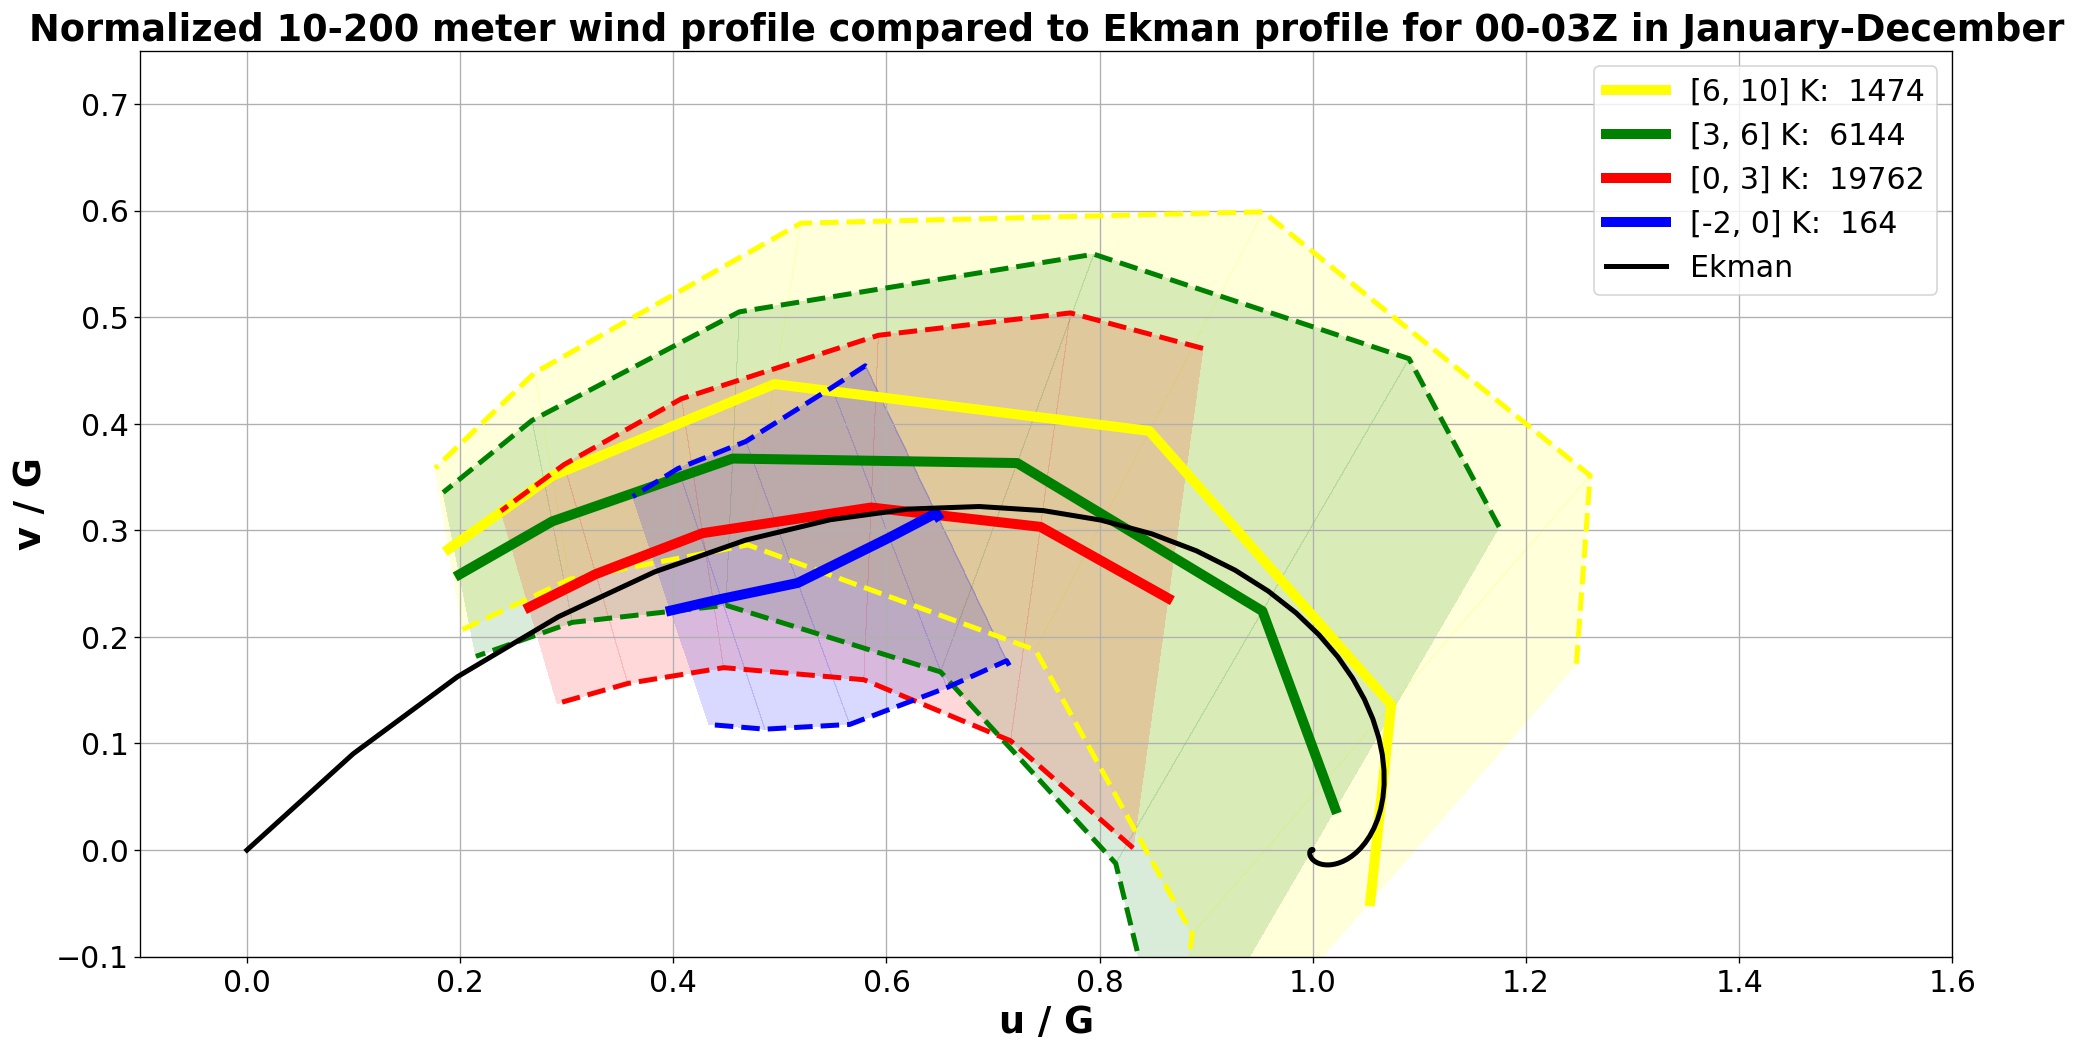 Normalized 10-200 meter wind profile compared to Ekman profile for 00-03Z in January-December
[6, 10] K: 1474
[3, 6] K: 6144
[0, 3] K: 19762
[-2, 0] K: 164
Ekman
0.7
0.6
0.5
0.4
0.3
0.2
0.1
0.0
−0.1
v / G
0.0 0.2 0.4 0.6 0.8 1.0 1.2 1.4 1.6
u / G